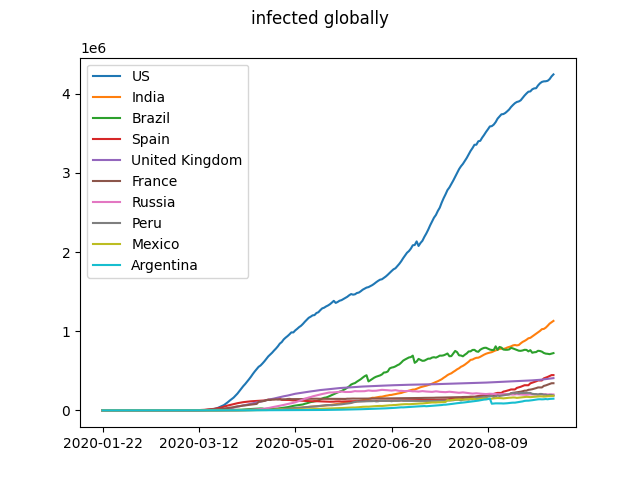 infected globally
1e6
US
India
Brazil
Spain
United Kingdom
France
Russia
Peru
Mexico
Argentina
4
3
2
1
0
2020-01-22 2020-03-12 2020-05-01 2020-06-20 2020-08-09